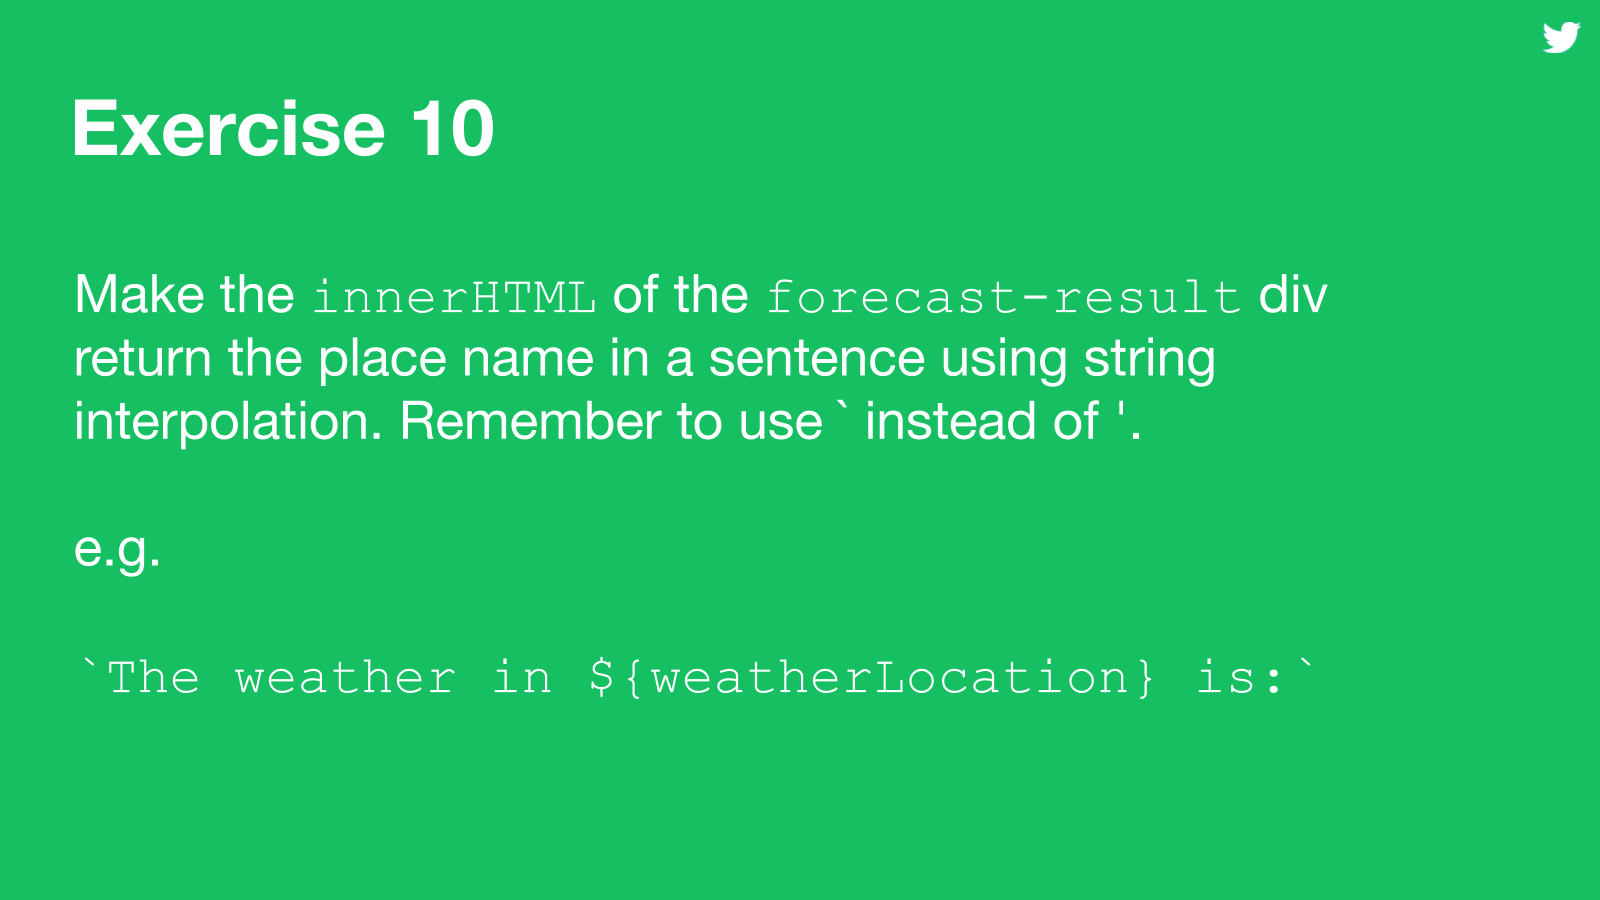 Exercise 10
Make the innerHTML of the forecast-result div
return the place name in a sentence using string
interpolation. Remember to use ` instead of '.
e.g.
`The weather in ${weatherLocation} is:`